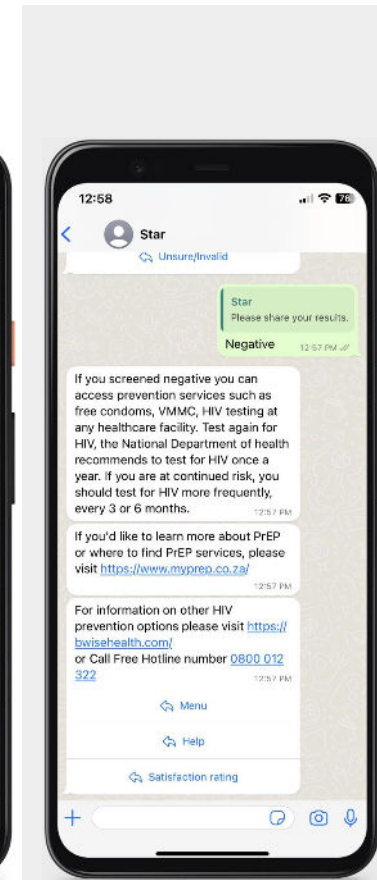 12:58
76
Star
Unsure/Invalid
Star
Please share your results.
Negative
12:57 PM
If you screened negative you can
access prevention services such as
free condoms, VMMC, HIV testing at
any healthcare facility. Test again for
HIV, the National Department of health
recommends to test for HIV once a
year. If you are at continued risk, you
should test for HIV more frequently,
every 3 or 6 months.
12:57 PM
If you'd like to learn more about PrEP
or where to find PrEP services, please
visit https://www.myprep.co.za/
12:57 PM
For information on other HIV
prevention options please visit https://
bwisehealth.com/
or Call Free Hotline number 0800 012
322
12:57 PM
Menu
Help
Satisfaction rating